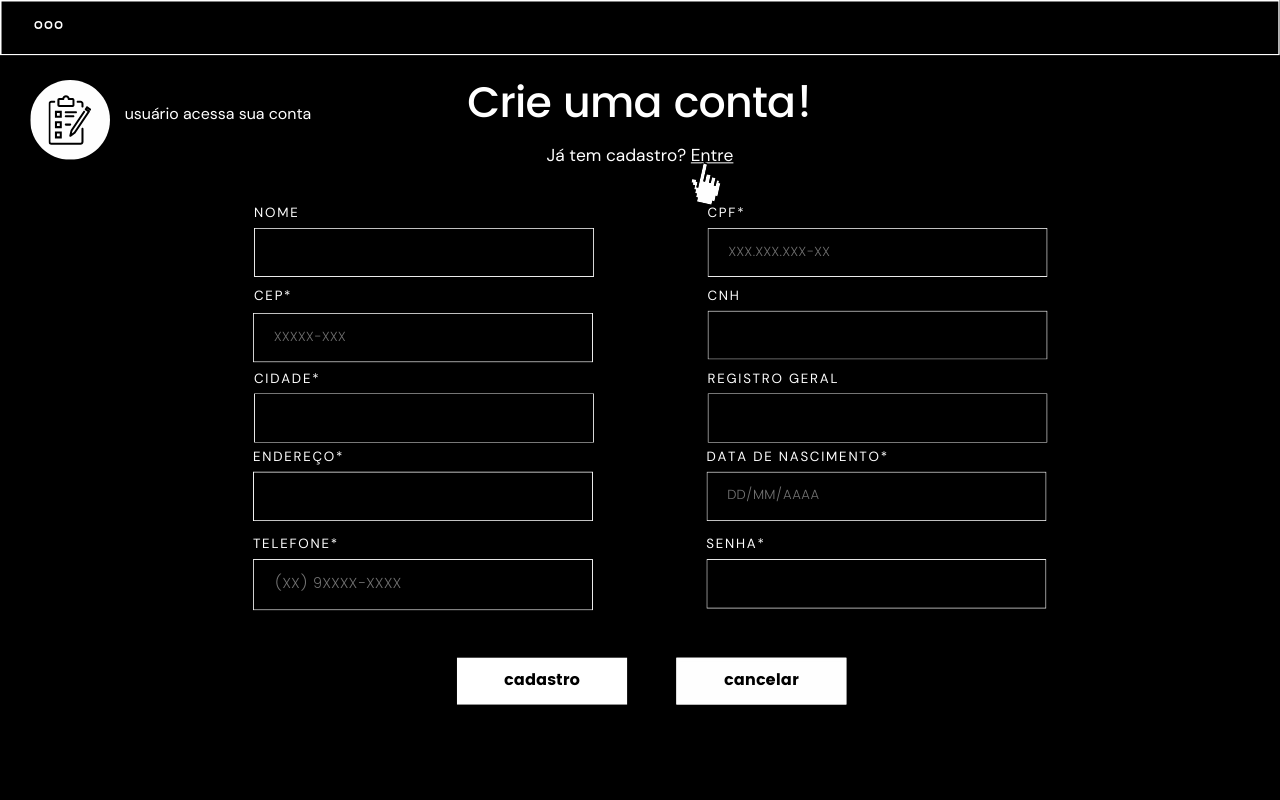 usuário acessa sua conta
Crie uma conta!
Já tem cadastro? Entre
NOME
CPF*
XXX.XXX.XXX-XX
CEP*
XXXXX-XXX
CNH
CIDADE*
REGISTRO GERAL
ENDEREÇO*
DATA DE NASCIMENTO*
DD/MM/AAAA
TELEFONE*
(XX) 9XXXX-XXXX
SENHA*
cadastro
cancelar